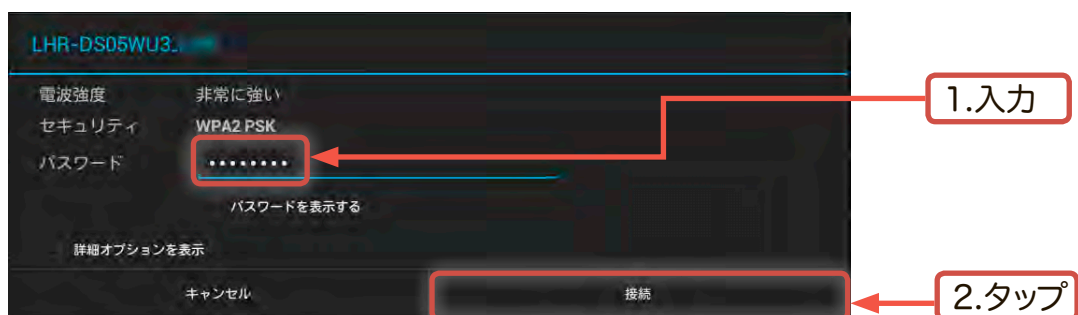 LHR-DS05WU3_
電波強度 非常に強い
1.入力
セキュリティ WPA2 PSK
パスワード ••••••••
パスワードを表示する
詳細オプションを表示
キャンセル 接続
2.タップ